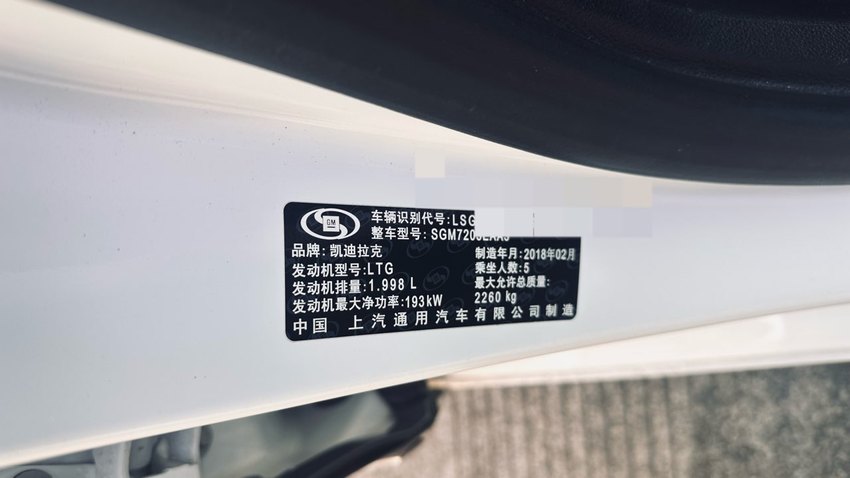 GM
车辆识别代号:LSG
整车型号: SGM720
品牌: 凯迪拉克
制造年月:2018年02月
发动机型号:LTG
乘坐人数:5
发动机排量:1.998 L
最大允许总质量:
发动机最大净功率:193kW
2260 kg
中国 上汽通用汽车有限公司制造